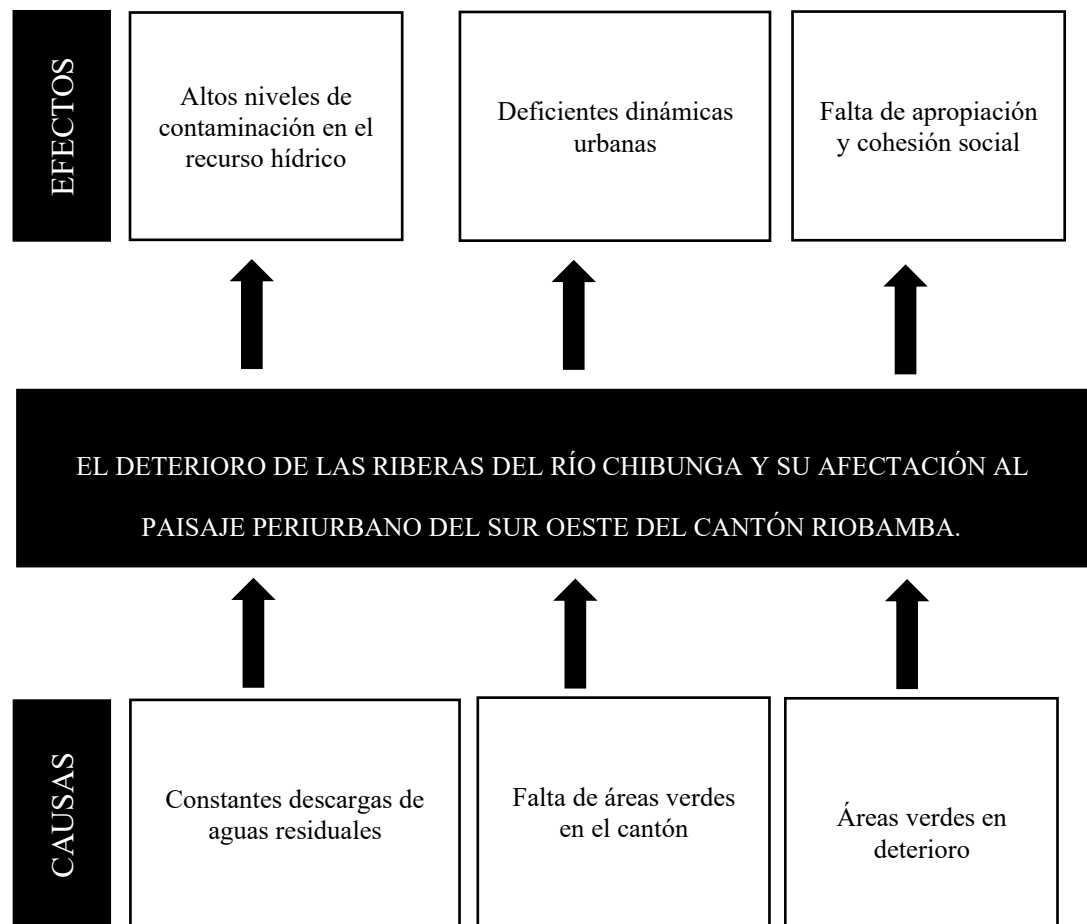 EFECTOS
Altos niveles de
contaminación en el
recurso hídrico
Deficientes dinámicas
urbanas
Falta de apropiación
y cohesión social
EL DETERIORO DE LAS RIBERAS DEL RÍO CHIBUNGA Y SU AFECTACIÓN AL
PAISAJE PERIURBANO DEL SUR OESTE DEL CANTÓN RIOBAMBA.
CAUSAS
Constantes descargas de
aguas residuales
Falta de áreas verdes
en el cantón
Áreas verdes en
deterioro